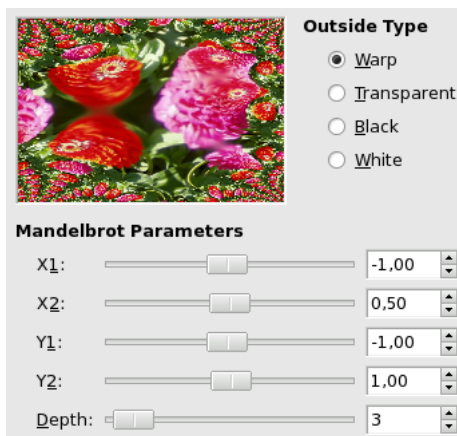 Outside Type
Warp
Transparent
Black
White
Mandelbrot Parameters
X1: -1,00
X2: 0,50
Y1: -1,00
Y2: 1,00
Depth: 3